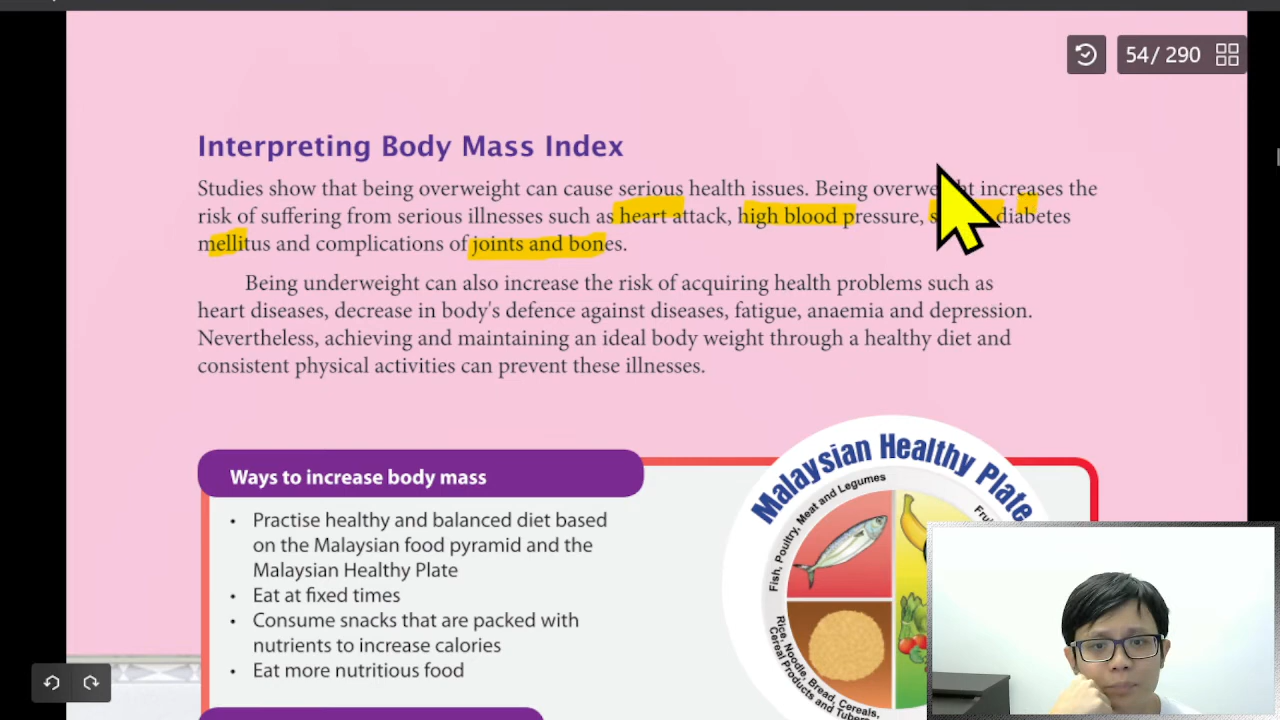 54/ 290
Interpreting Body Mass Index
Studies show that being overweight can cause serious health issues. Being increases the
risk of suffering from serious illnesses such as heart attack, high blood pressure, diabetes
mellitus and complications of joints and bones.
Being underweight can also increase the risk of acquiring health problems such as
heart diseases, decrease in body's defence against diseases, fatigue, anaemia and depression.
Nevertheless, achieving and maintaining an ideal body weight through a healthy diet and
consistent physical activities can prevent these illnesses.
Ways to increase body mass
• Practise healthy and balanced diet based
on the Malaysian food pyramid and the
Malaysian Healthy Plate
• Eat at fixed times
• Consume snacks that are packed with
nutrients to increase calories
• Eat more nutritious food
Malaysian Healthy Plate
Fish, Poultry, Meat and Legumes
Rice, Noodle, Bread, Cereals,
Cereal Products and